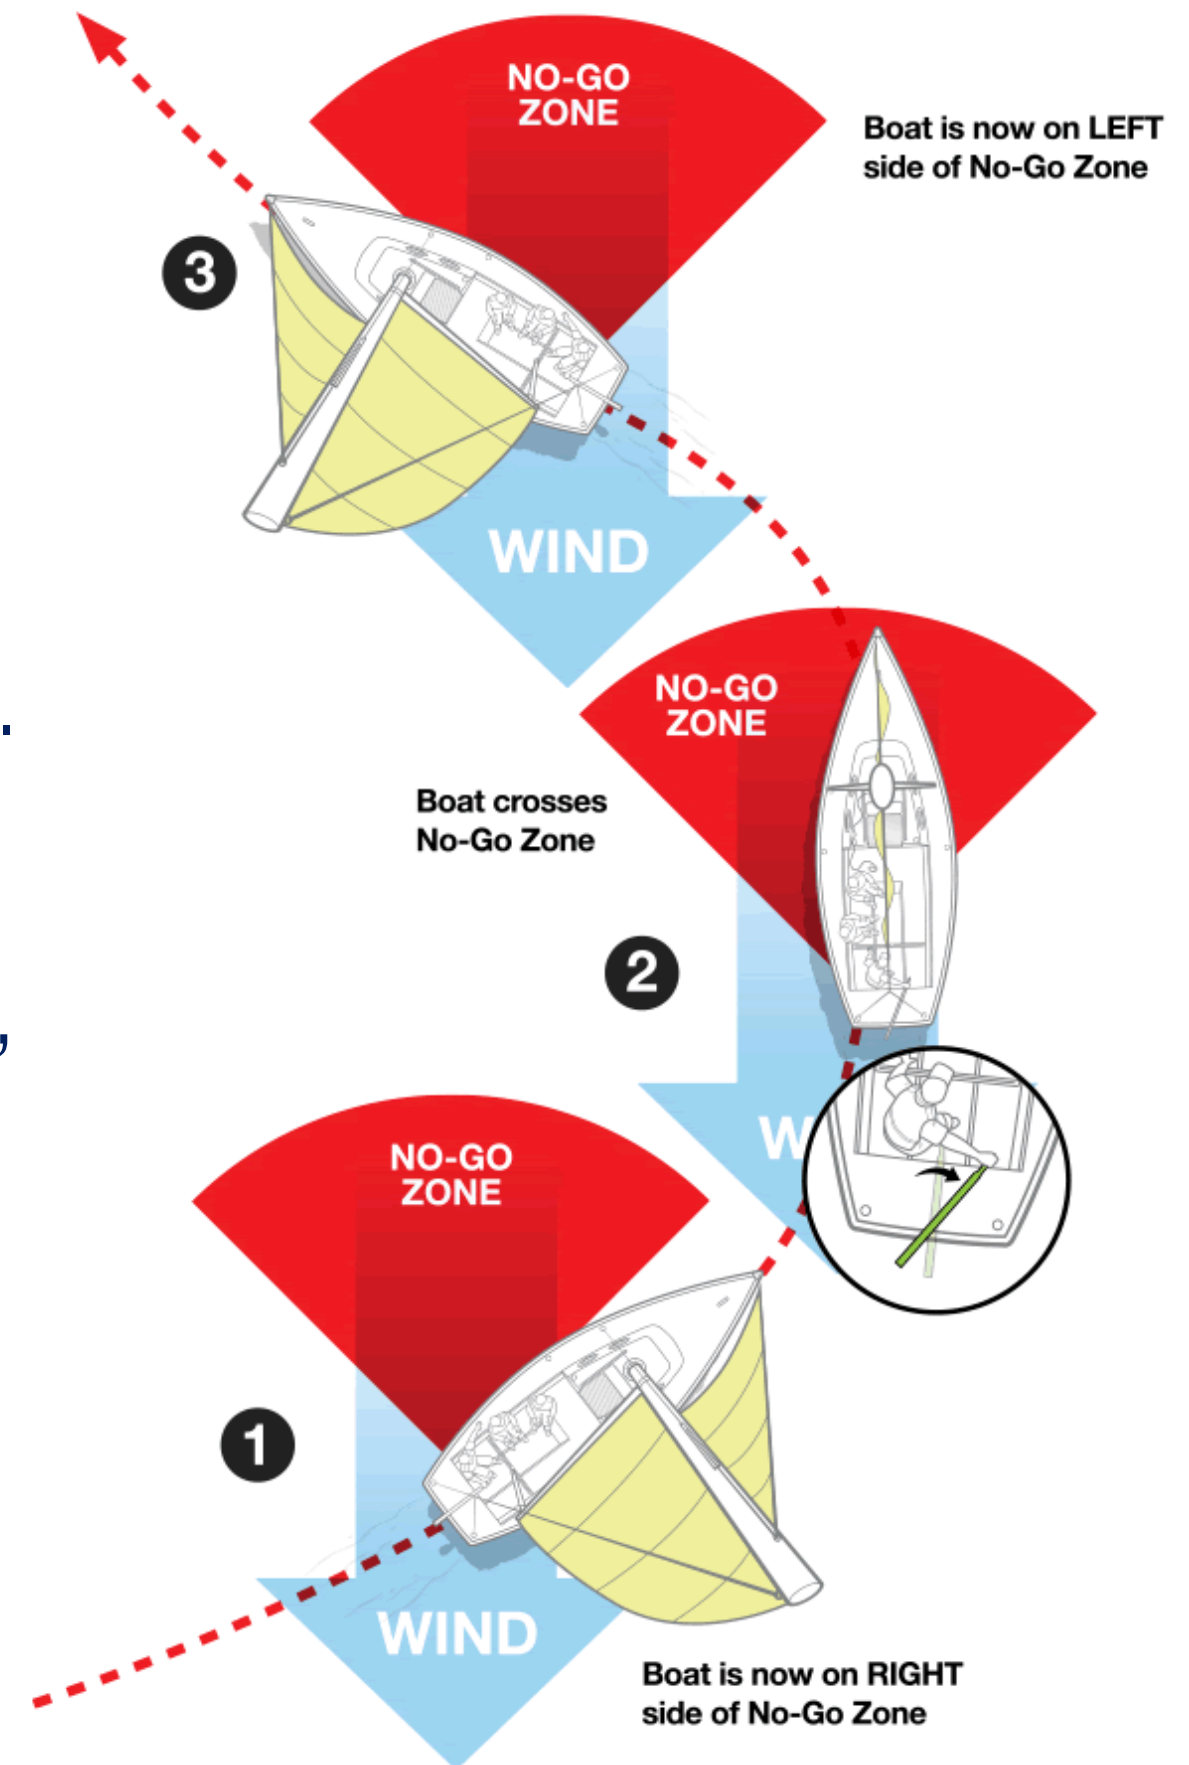 NO-GO
ZONE
Boat is now on LEFT
side of No-Go Zone
3
WIND
NO-GO
ZONE
Boat crosses
No-Go Zone
2
W
NO-GO
ZONE
1
WIND
Boat is now on RIGHT
side of No-Go Zone